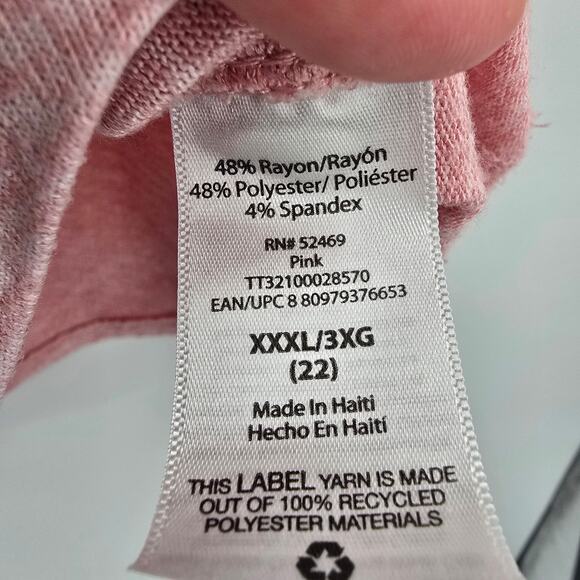 48% Rayon/Rayón
48% Polyester/ Poliéster
4% Spandex
RN# 52469
Pink
TT32100028570
EAN/UPC 8 80979376653
XXXL/3XG
(22)
Made In Haiti
Hecho En Haití
THIS LABEL YARN IS MADE
OUT OF 100% RECYCLED
POLYESTER MATERIALS